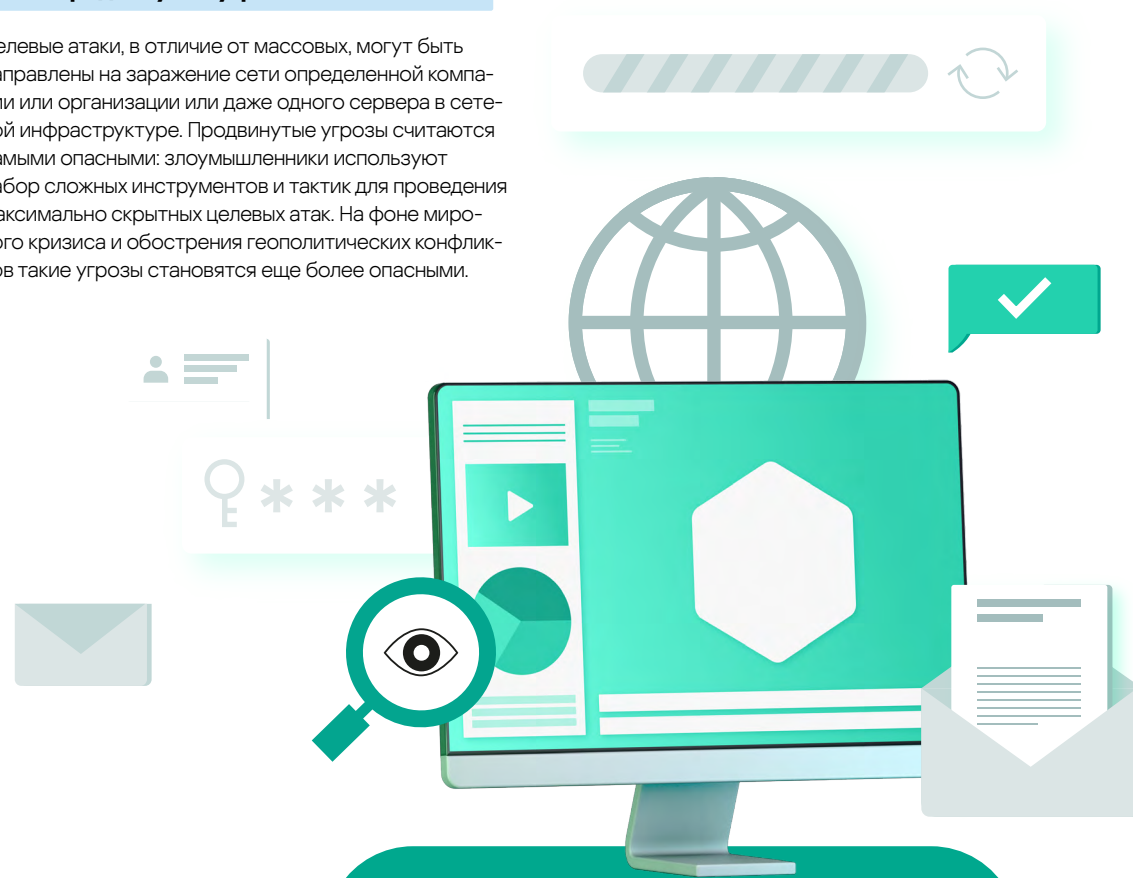 елевые атаки, в отличие от массовых, могут быть
аправлены на заражение сети определенной компа-
ии или организации или даже одного сервера в сете-
ой инфраструктуре. Продвинутые угрозы считаются
амыми опасными: злоумышленники используют
абор сложных инструментов и тактик для проведения
аксимально скрытных целевых атак. На фоне миро-
ого кризиса и обострения геополитических конфлик-
ов такие угрозы становятся еще более опасными.
***